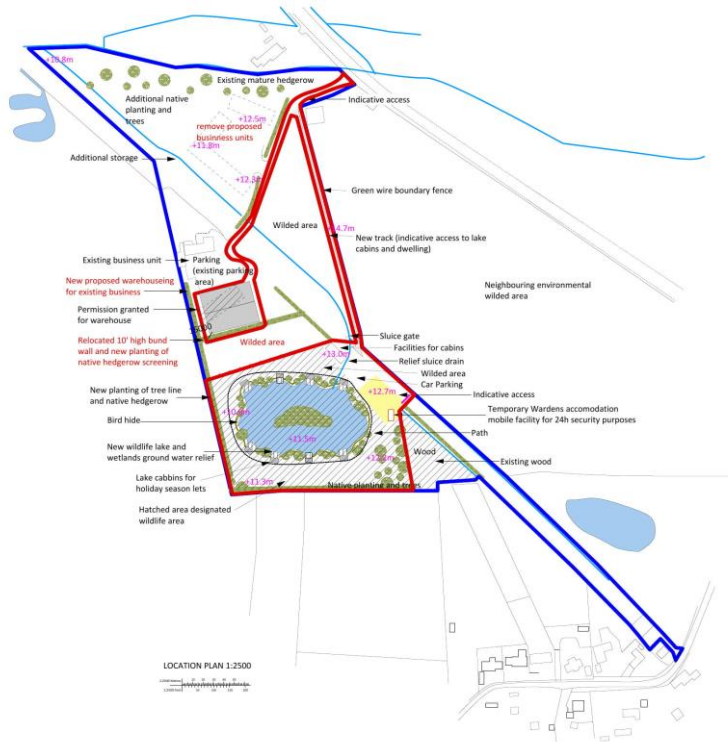 +10.8m
Existing mature hedgerow
Additional native
planting and
trees
Indicative access
+12.5m
remove proposed
businness units
+11.8m
Additional storage
+12.3m
Green wire boundary fence
Wilded area
+14.7m
New track (indicative access to lake
cabins and dwelling)
Existing business unit
Parking
(existing parking
area)
New proposed warehouseing
for existing business
Neighbouring environmental
wilded area
Permission granted
for warehouse
Relocated 10' high bund
wall and new planting of
native hedgerow screening
Wilded area
Sluice gate
Facilities for cabins
+13.0m
Relief sluice drain
Wilded area
Car Parking
New planting of tree line
and native hedgerow
+12.7m
Indicative access
Temporary Wardens accomodation
mobile facility for 24h security purposes
Bird hide
+11.5m
Path
New wildlife lake and
wetlands ground water relief
Wood
Existing wood
Lake cabbins for
holiday season lets
+11.3m
Native planting and trees
Hatched area designated
wildlife area
LOCATION PLAN 1:2500